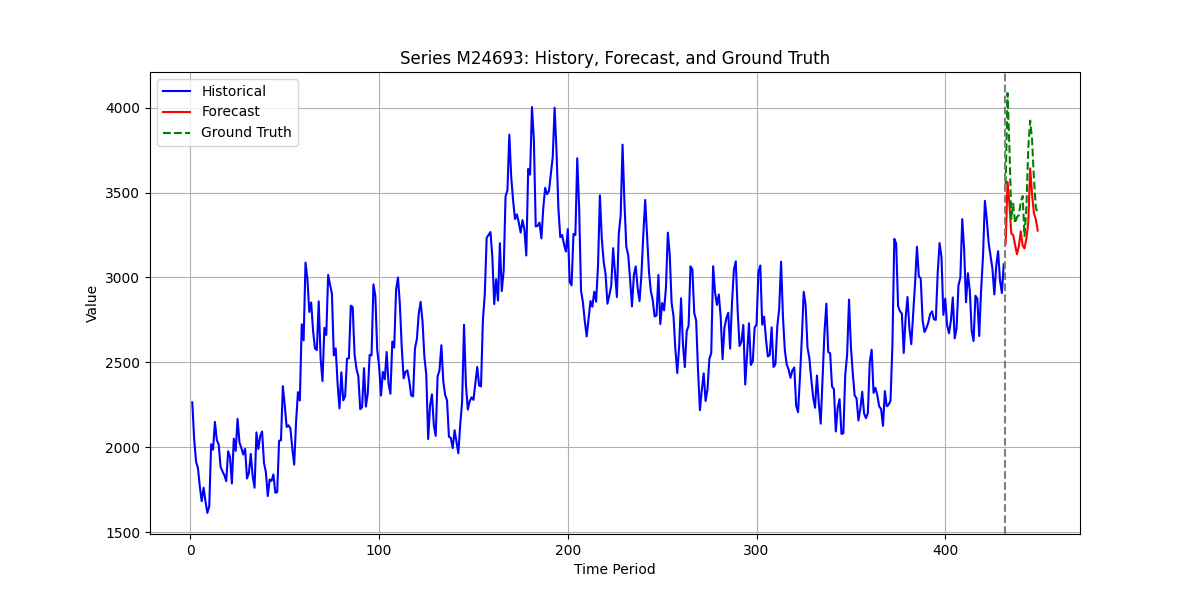 Series M24693: History, Forecast, and Ground Truth
Historical
Forecast
Ground Truth
4000
3500
3000
2500
2000
1500
Value
0 100 200 300 400
Time Period